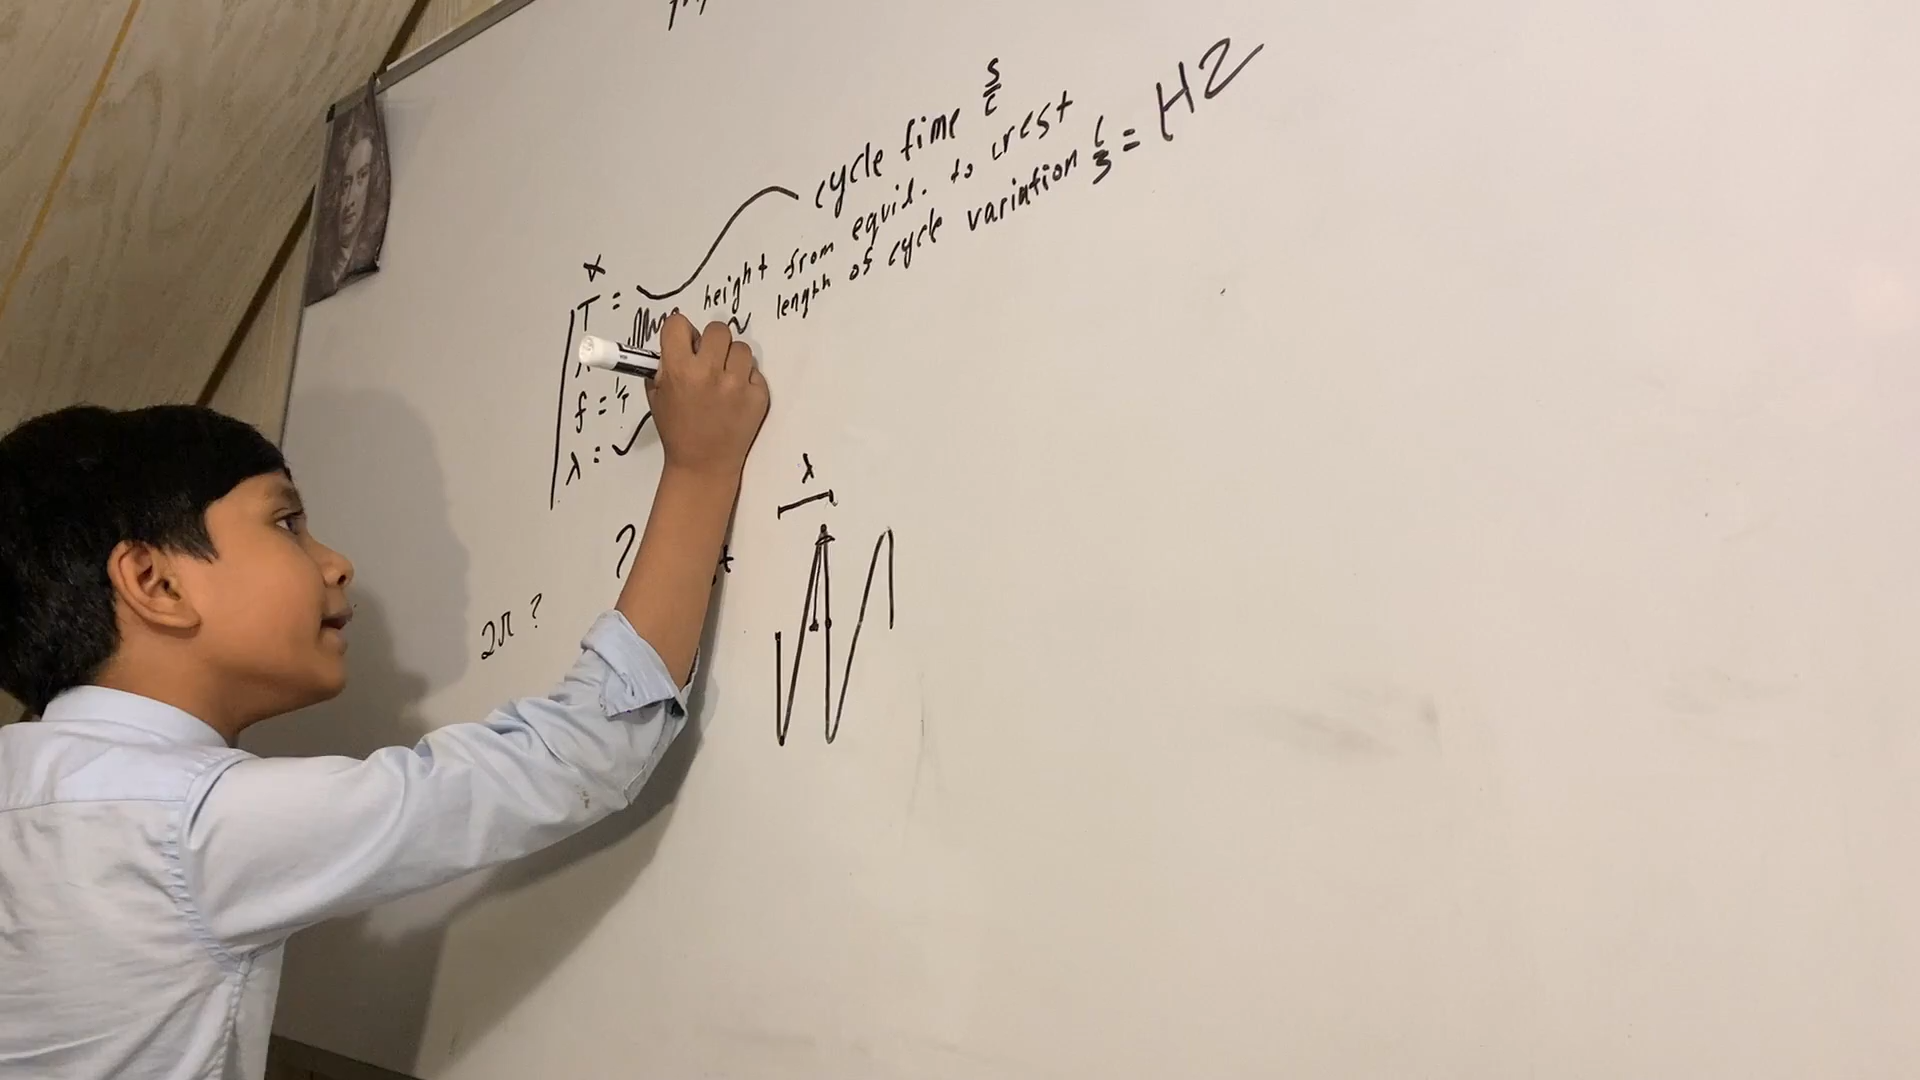 cycle time s/c
x
T =
height from equil. to crest
length of cycle variation c/s = HZ
f = 1/T
λ =
λ
?
2π ?